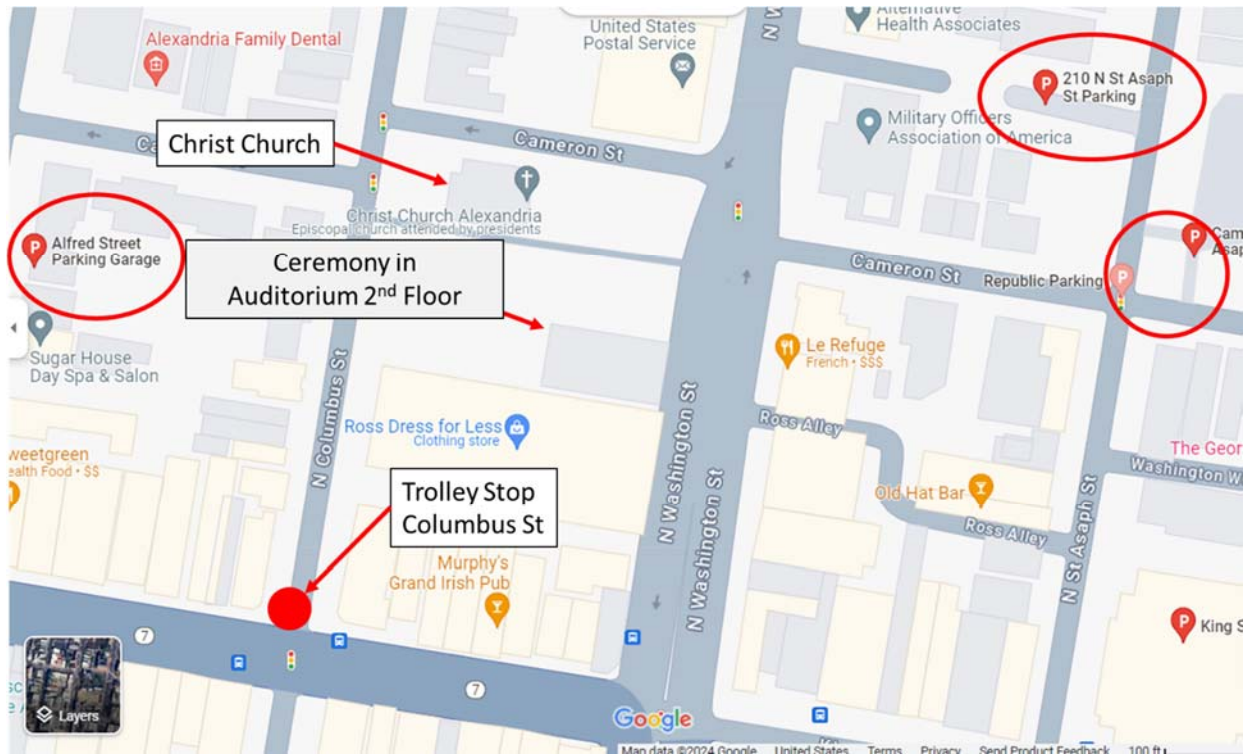 Alternative
Health Associates
United States
Postal Service
Alexandria Family Dental
N W
210 N St Asaph
St Parking
Military Officers
Association of America
Christ Church
Cameron St
Ca
Christ Church Alexandria
Episcopal church attended by presidents
Alfred Street
Parking Garage
Cam
Asap
Ceremony in
Auditorium 2nd Floor
Cameron St
Republic Parking
Sugar House
Day Spa & Salon
Le Refuge
French • $$$
N Columbus St
Ross Dress for Less
Clothing store
Ross Alley
The Geor
weetgreen
ealth Food • $$
Washington W
N Washington St
Trolley Stop
Columbus St
Old Hat Bar
Ross Alley
N Washington St
N St Asaph St
Murphy's
Grand Irish Pub
King S
7
7
Layers
Google
Map data ©2024 Google United States Terms Privacy Send Product Feedback 100 ft